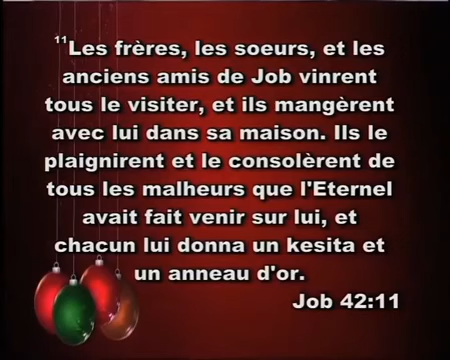 11Les frères, les soeurs, et les
anciens amis de Job vinrent
tous le visiter, et ils mangèrent
avec lui dans sa maison. Ils le
plaignirent et le consolèrent de
tous les malheurs que l'Eternel
avait fait venir sur lui, et
chacun lui donna un kesita et
un anneau d'or.
Job 42:11